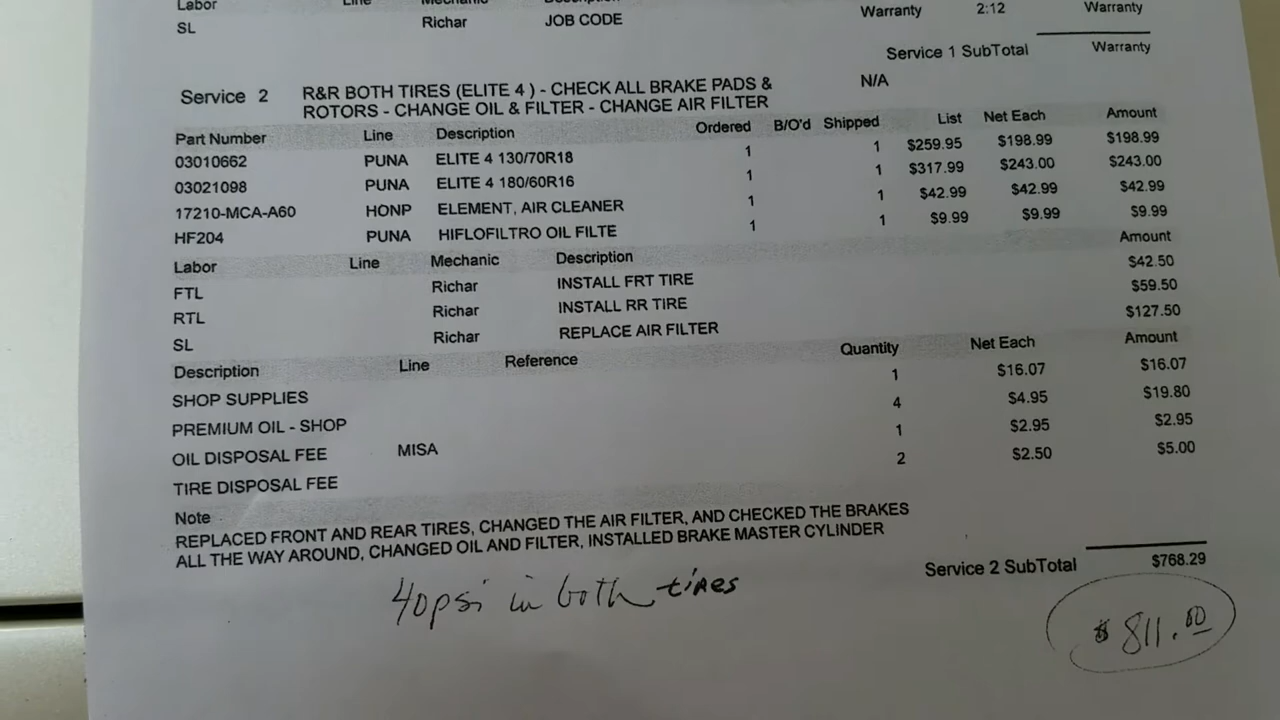 Labor Line Mechanic Description
SL Richar JOB CODE Warranty 2:12 Warranty
Service 1 SubTotal Warranty
Service 2 R&R BOTH TIRES (ELITE 4 ) - CHECK ALL BRAKE PADS & N/A
ROTORS - CHANGE OIL & FILTER - CHANGE AIR FILTER
Part Number Line Description Ordered B/O'd Shipped List Net Each Amount
03010662 PUNA ELITE 4 130/70R18 1 1 $259.95 $198.99 $198.99
03021098 PUNA ELITE 4 180/60R16 1 1 $317.99 $243.00 $243.00
17210-MCA-A60 HONP ELEMENT, AIR CLEANER 1 1 $42.99 $42.99 $42.99
HF204 PUNA HIFLOFILTRO OIL FILTE 1 1 $9.99 $9.99 $9.99
Labor Line Mechanic Description Amount
FTL Richar INSTALL FRT TIRE $42.50
RTL Richar INSTALL RR TIRE $59.50
SL Richar REPLACE AIR FILTER $127.50
Description Line Reference Quantity Net Each Amount
SHOP SUPPLIES 1 $16.07 $16.07
PREMIUM OIL - SHOP 4 $4.95 $19.80
OIL DISPOSAL FEE MISA 1 $2.95 $2.95
TIRE DISPOSAL FEE 2 $2.50 $5.00
Note
REPLACED FRONT AND REAR TIRES, CHANGED THE AIR FILTER, AND CHECKED THE BRAKES
ALL THE WAY AROUND, CHANGED OIL AND FILTER, INSTALLED BRAKE MASTER CYLINDER
Service 2 SubTotal $768.29
40psi in both tires
$811.00